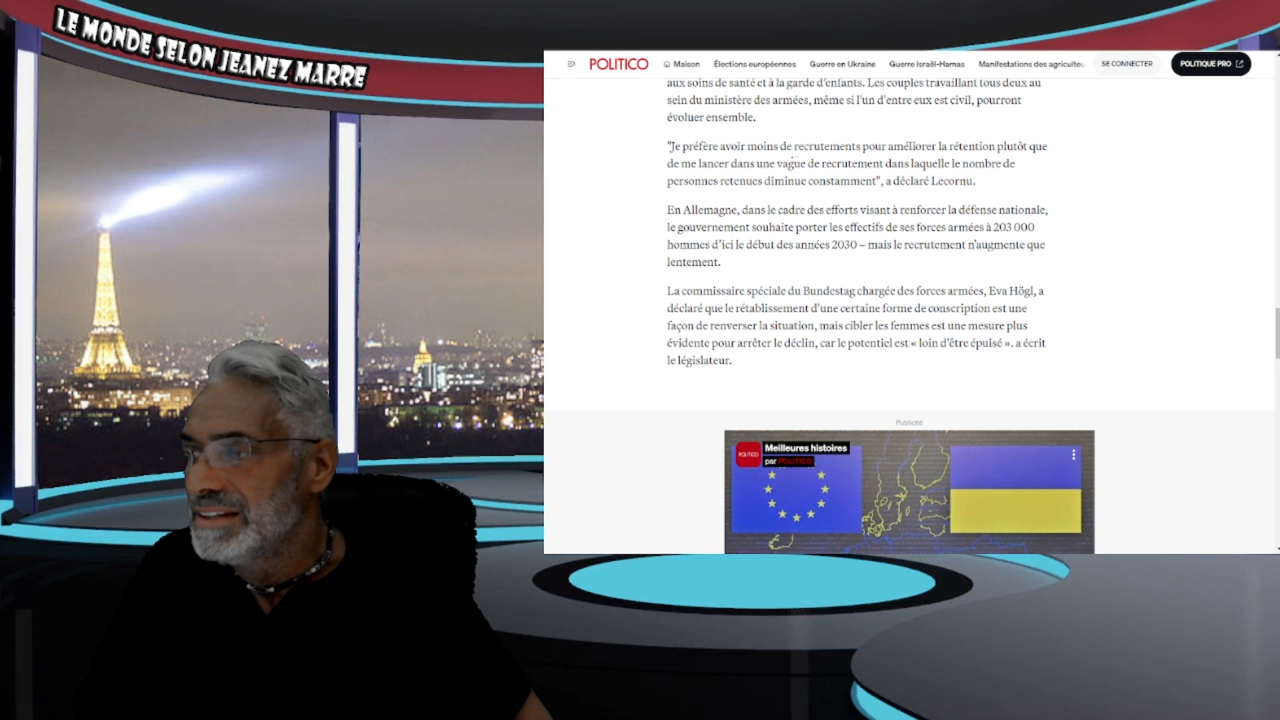 LE MONDE SELON JEANEZ MARRE
POLITICO
Maison
Élections européennes
Guerre en Ukraine
Guerre Israël-Hamas
Manifestations des agriculteu
SE CONNECTER
POLITIQUE PRO
aux soins de santé et à la garde d'enfants. Les couples travaillant tous deux au
sein du ministère des armées, même si l'un d'entre eux est civil, pourront
évoluer ensemble.
"Je préfère avoir moins de recrutements pour améliorer la rétention plutôt que
de me lancer dans une vague de recrutement dans laquelle le nombre de
personnes retenues diminue constamment", a déclaré Lecornu.
En Allemagne, dans le cadre des efforts visant à renforcer la défense nationale,
le gouvernement souhaite porter les effectifs de ses forces armées à 203 000
hommes d'ici le début des années 2030 – mais le recrutement n'augmente que
lentement.
La commissaire spéciale du Bundestag chargée des forces armées, Eva Högl, a
déclaré que le rétablissement d'une certaine forme de conscription est une
façon de renverser la situation, mais cibler les femmes est une mesure plus
évidente pour arrêter le déclin, car le potentiel est « loin d'être épuisé ». a écrit
le législateur.
Publicité
POLITICO
Meilleures histoires
par POLITICO